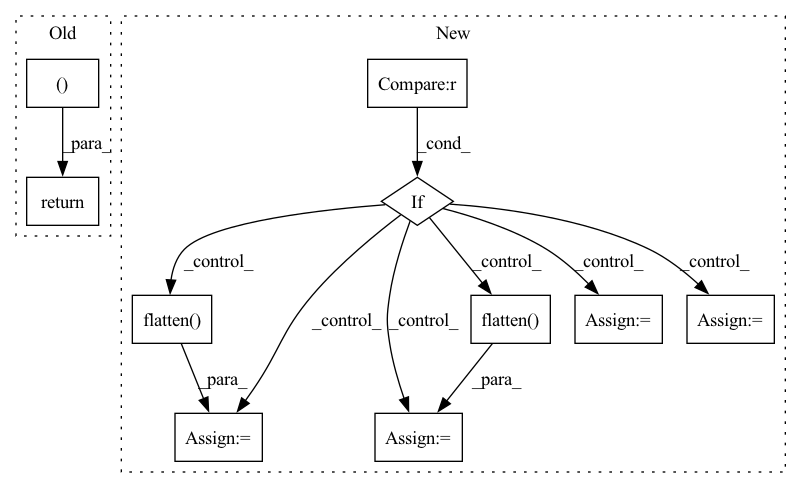 Old
New
()
Compare:r
_para_
_cond_
return
If
_control_
_control_
_control_
_control_
flatten()
_control_
_control_
flatten()
Assign:=
Assign:=
_para_
_para_
Assign:=
Assign:=